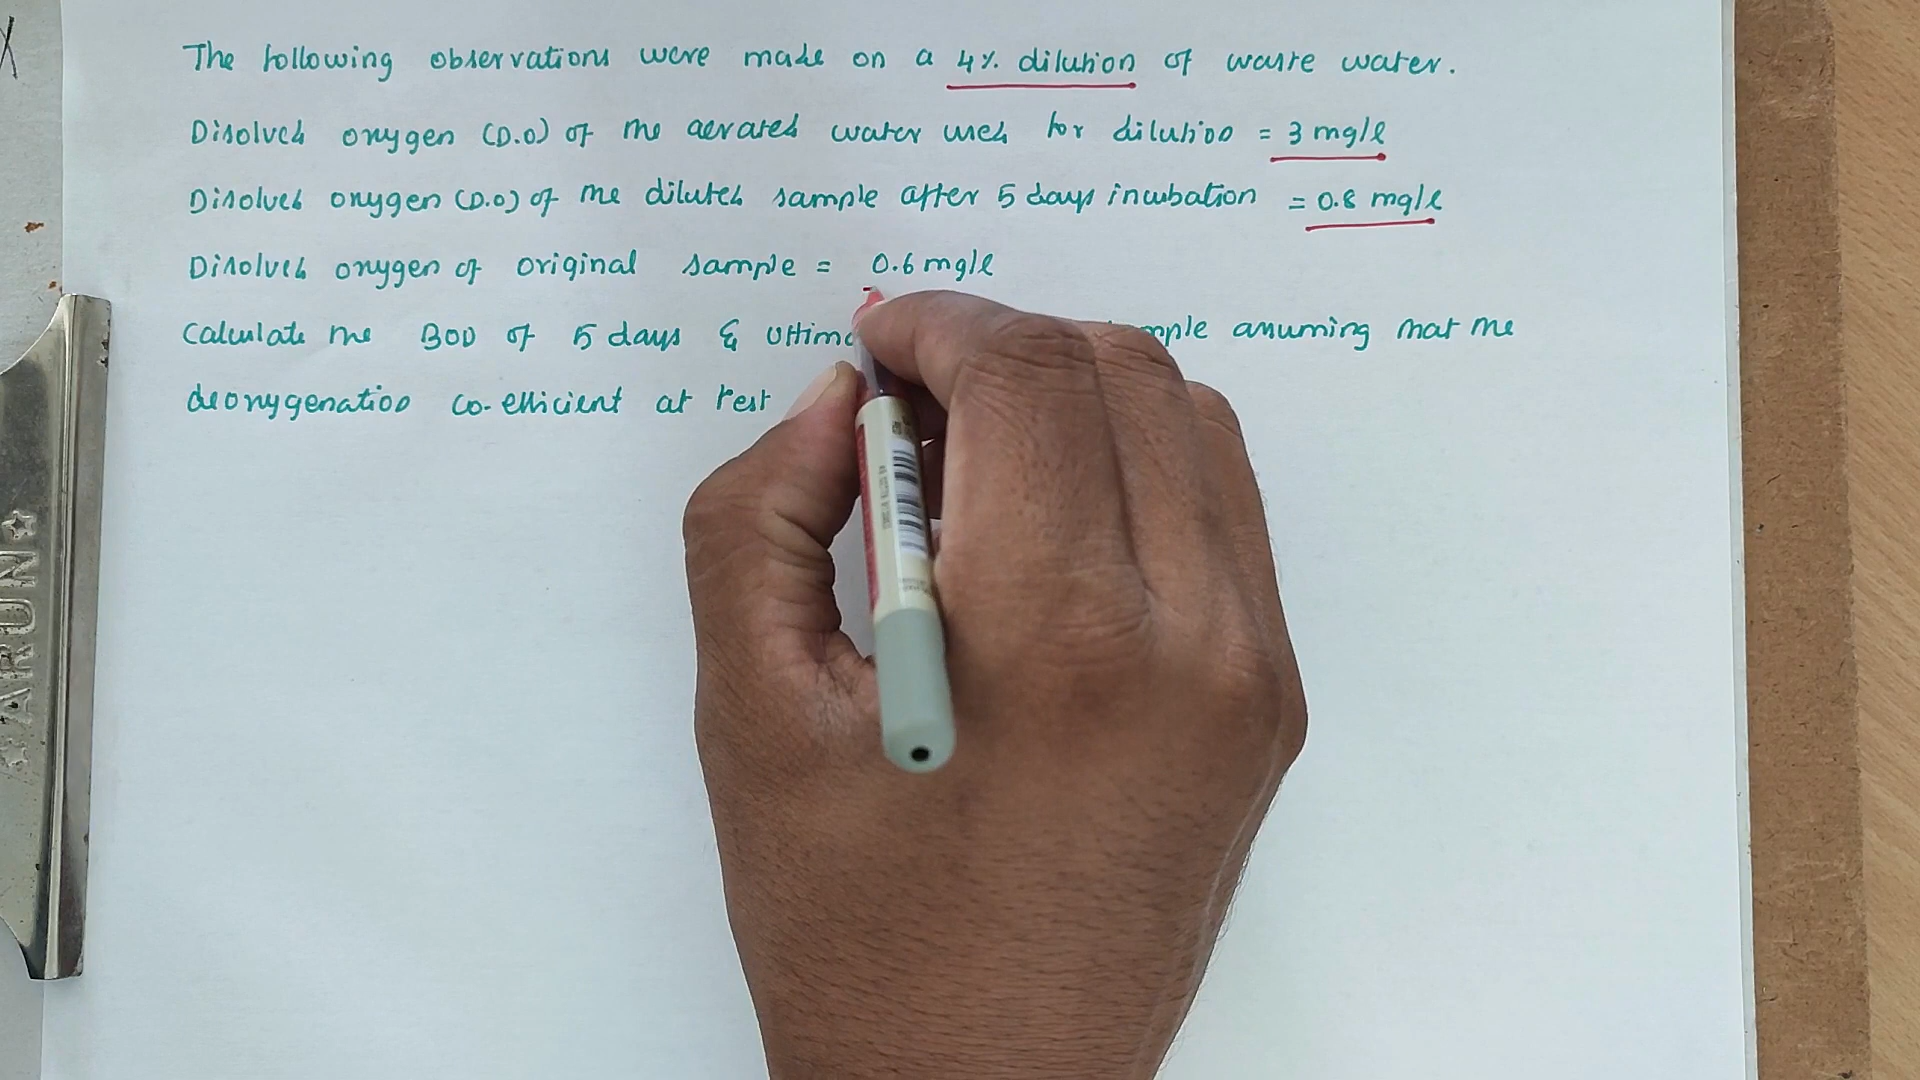 The following observations were made on a 4% dilution of waste water.
Disolved oxygen (D.O) of the aerated water used for dilution = 3 mg/l
Disolved oxygen (D.O) of the diluted sample after 5 days incubation = 0.8 mg/l
Disolved oxygen of original sample = 0.6 mg/l
Calculate the BOD of 5 days & assuming that the
deoxygenation co-efficient at test
ARUN